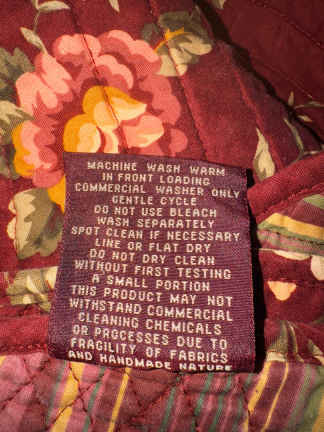 MACHINE WASH WARM
IN FRONT LOADING
COMMERCIAL WASHER ONLY
GENTLE CYCLE
DO NOT USE BLEACH
WASH SEPARATELY
SPOT CLEAN IF NECESSARY
LINE OR FLAT DRY
DO NOT DRY CLEAN
WITHOUT FIRST TESTING
A SMALL PORTION
THIS PRODUCT MAY NOT
WITHSTAND COMMERCIAL
CLEANING CHEMICALS
OR PROCESSES DUE TO
FRAGILITY OF FABRICS
AND HANDMADE NATURE